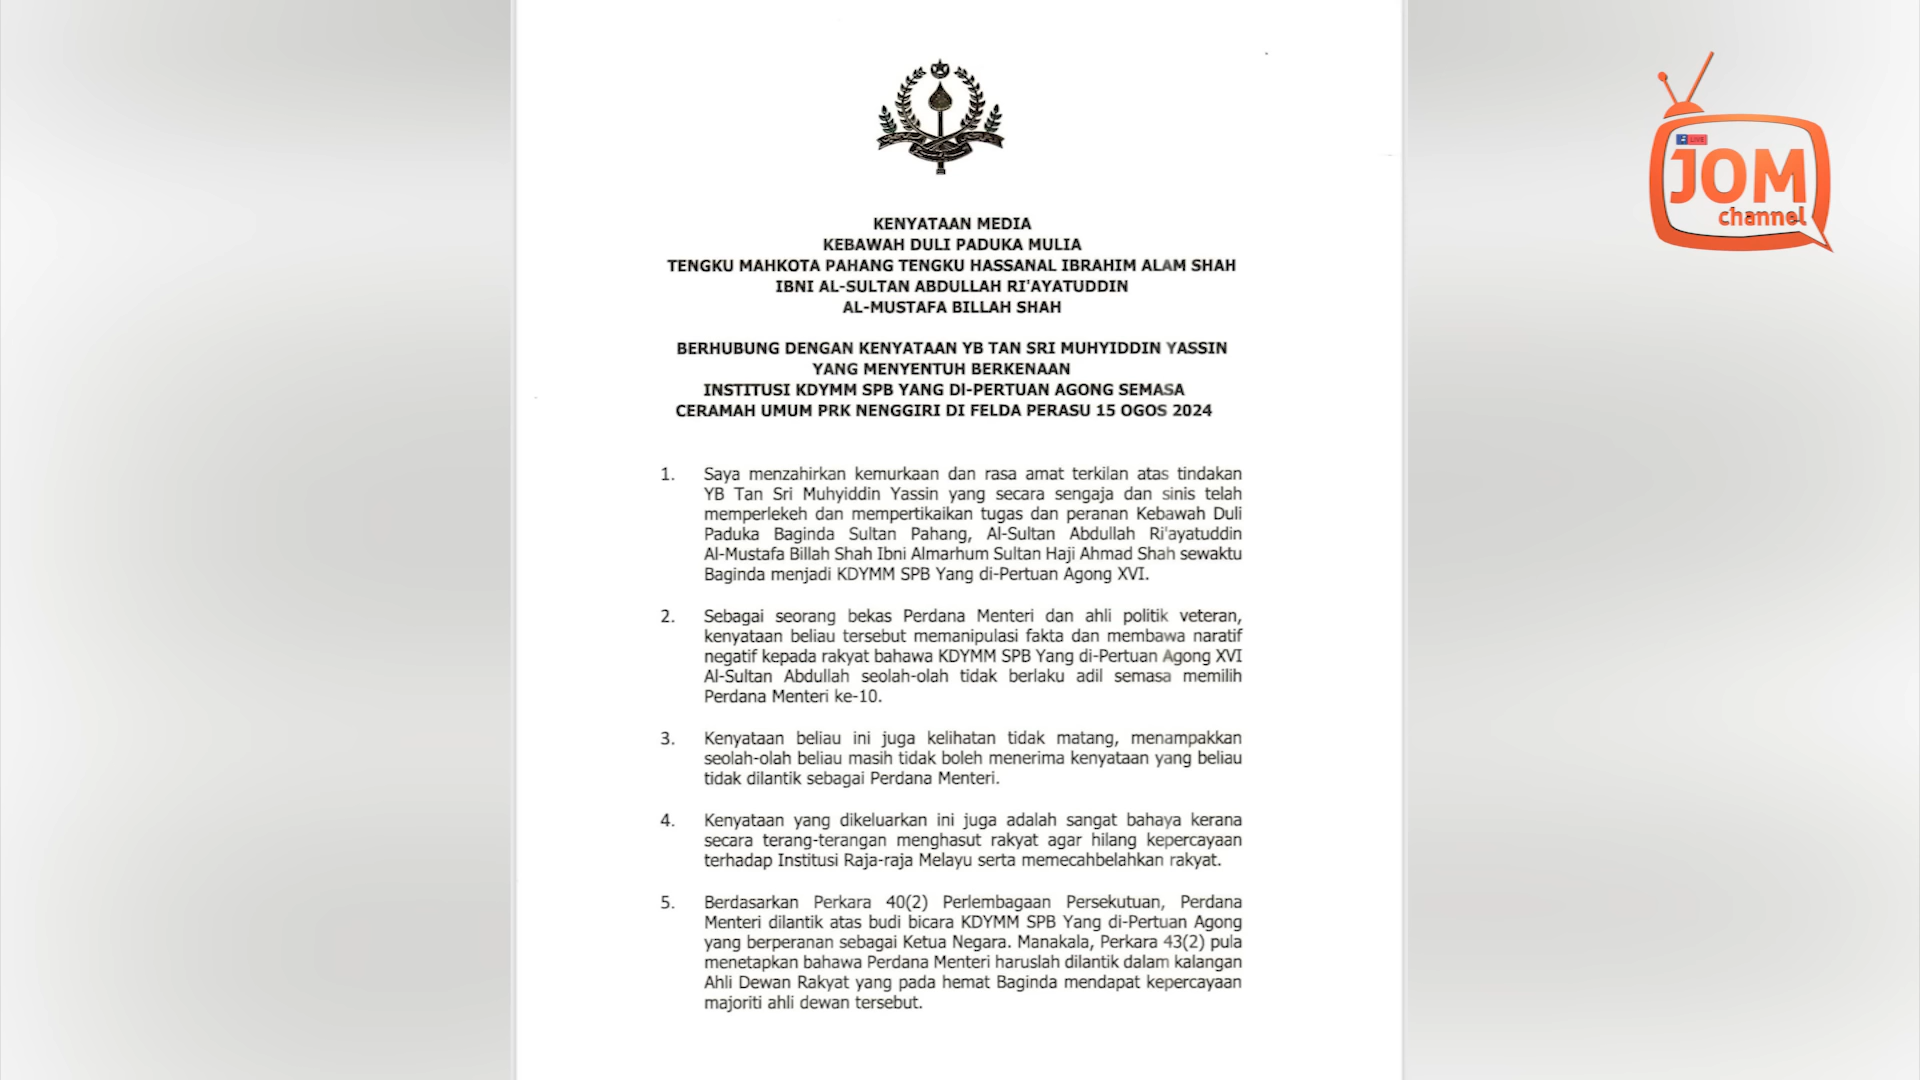 KENYATAAN MEDIA
KEBAWAH DULI PADUKA MULIA
TENGKU MAHKOTA PAHANG TENGKU HASSANAL IBRAHIM ALAM SHAH
IBNI AL-SULTAN ABDULLAH RI'AYATUDDIN
AL-MUSTAFA BILLAH SHAH
BERHUBUNG DENGAN KENYATAAN YB TAN SRI MUHYIDDIN YASSIN
YANG MENYENTUH BERKENAAN
INSTITUSI KDYMM SPB YANG DI-PERTUAN AGONG SEMASA
CERAMAH UMUM PRK NENGGIRI DI FELDA PERASU 15 OGOS 2024
1. Saya menzahirkan kemurkaan dan rasa amat terkilan atas tindakan
YB Tan Sri Muhyiddin Yassin yang secara sengaja dan sinis telah
memperlekeh dan mempertikaikan tugas dan peranan Kebawah Duli
Paduka Baginda Sultan Pahang, Al-Sultan Abdullah Ri'ayatuddin
Al-Mustafa Billah Shah Ibni Almarhum Sultan Haji Ahmad Shah sewaktu
Baginda menjadi KDYMM SPB Yang di-Pertuan Agong XVI.
2. Sebagai seorang bekas Perdana Menteri dan ahli politik veteran,
kenyataan beliau tersebut memanipulasi fakta dan membawa naratif
negatif kepada rakyat bahawa KDYMM SPB Yang di-Pertuan Agong XVI
Al-Sultan Abdullah seolah-olah tidak berlaku adil semasa memilih
Perdana Menteri ke-10.
3. Kenyataan beliau ini juga kelihatan tidak matang, menampakkan
seolah-olah beliau masih tidak boleh menerima kenyataan yang beliau
tidak dilantik sebagai Perdana Menteri.
4. Kenyataan yang dikeluarkan ini juga adalah sangat bahaya kerana
secara terang-terangan menghasut rakyat agar hilang kepercayaan
terhadap Institusi Raja-raja Melayu serta memecahbelahkan rakyat.
5. Berdasarkan Perkara 40(2) Perlembagaan Persekutuan, Perdana
Menteri dilantik atas budi bicara KDYMM SPB Yang di-Pertuan Agong
yang berperanan sebagai Ketua Negara. Manakala, Perkara 43(2) pula
menetapkan bahawa Perdana Menteri haruslah dilantik dalam kalangan
Ahli Dewan Rakyat yang pada hemat Baginda mendapat kepercayaan
majoriti ahli dewan tersebut.
LIVE
JOM
channel